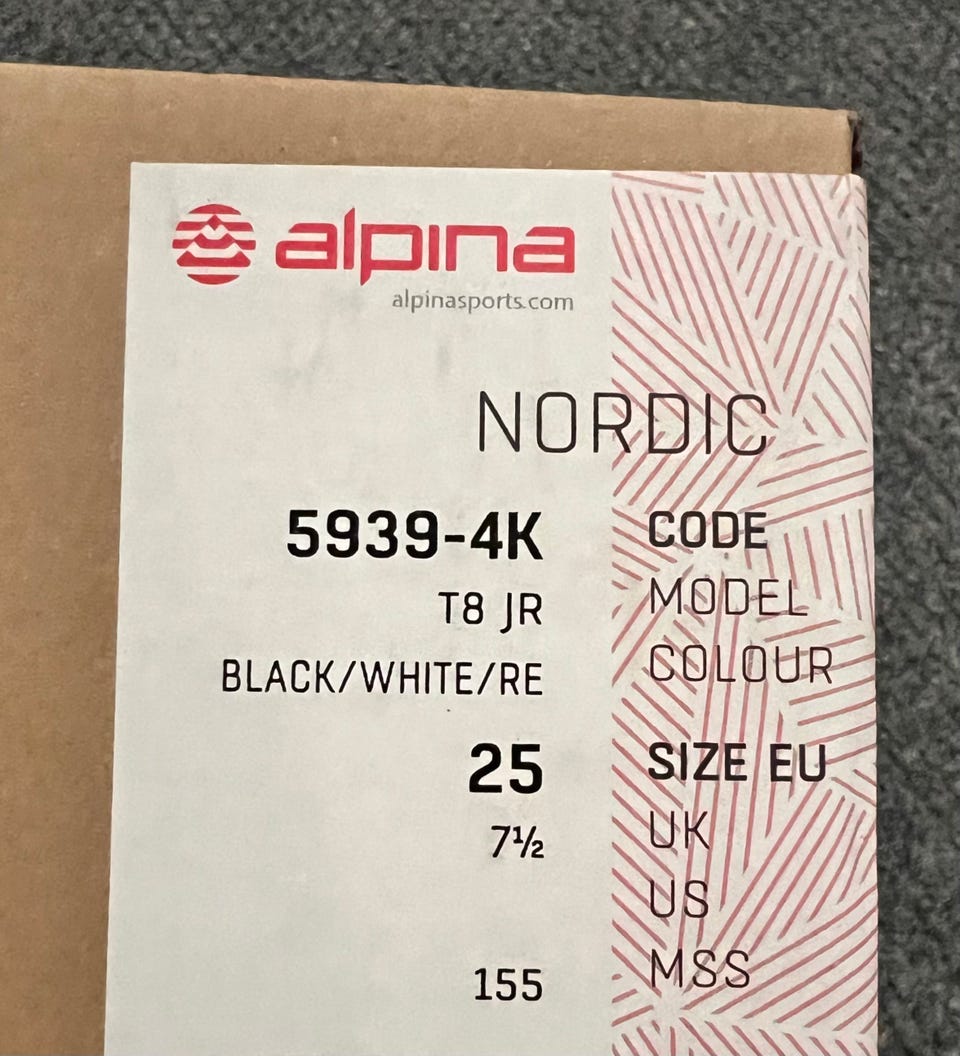 alpina
alpinasports.com
NORDIC
5939-4K CODE
T8 JR MODEL
BLACK/WHITE/RE COLOUR
25 SIZE EU
7½ UK
US
155 MSS